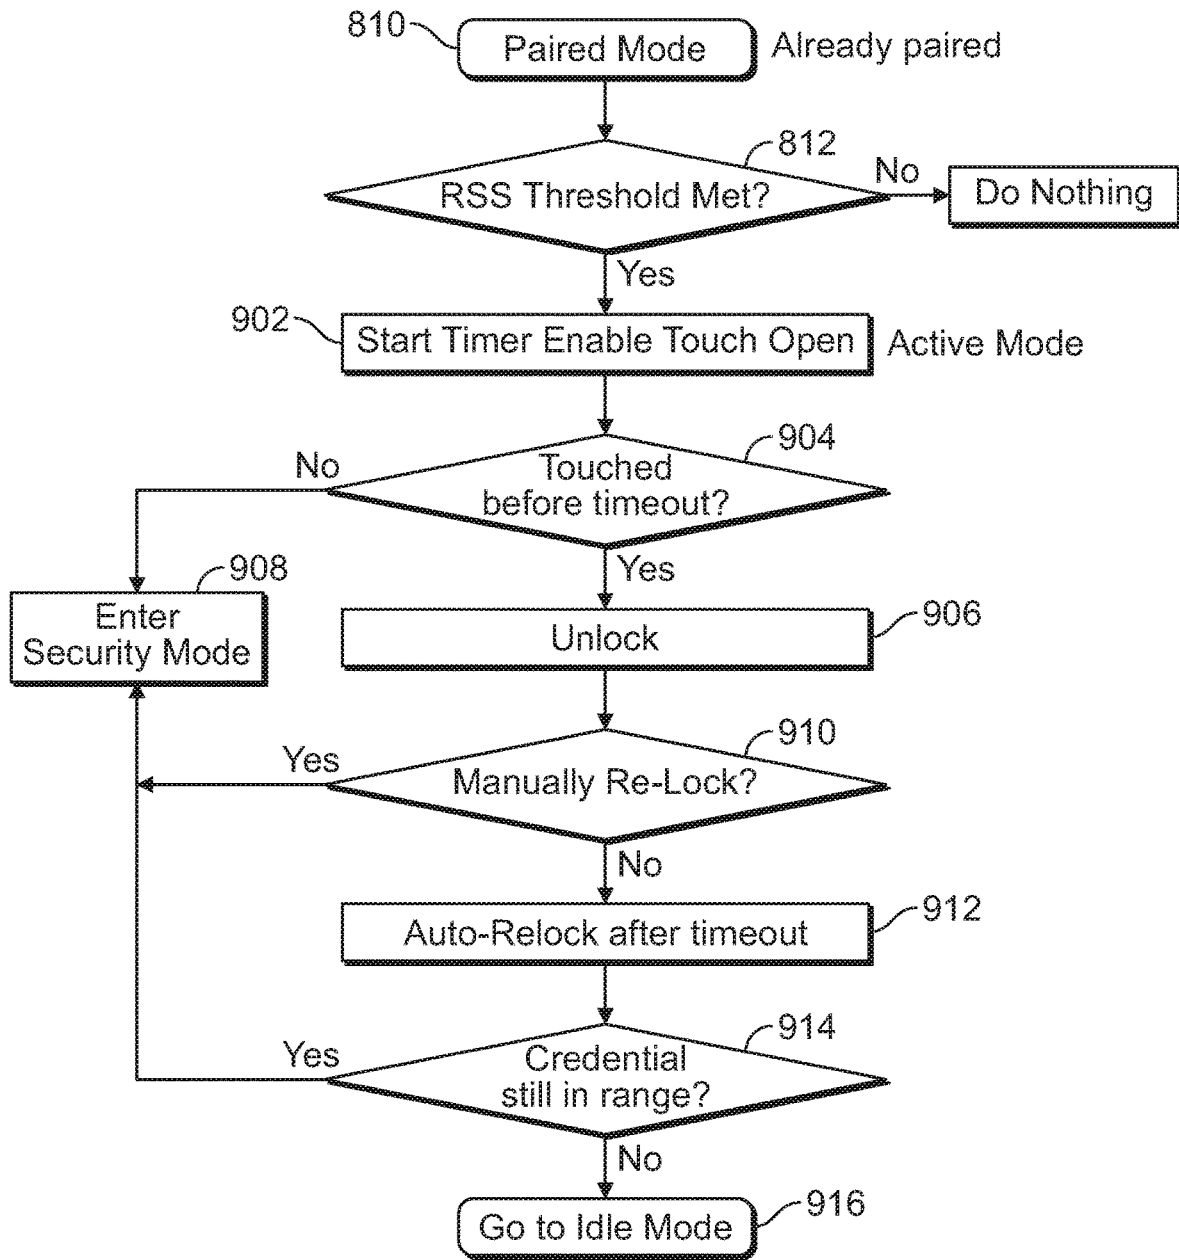 810
Paired Mode
Already paired
812
RSS Threshold Met?
No
Do Nothing
Yes
902
Start Timer Enable Touch Open
Active Mode
904
No
Touched
before timeout?
Yes
908
Enter
Security Mode
906
Unlock
910
Yes
Manually Re-Lock?
No
912
Auto-Relock after timeout
914
Yes
Credential
still in range?
No
Go to Idle Mode
916